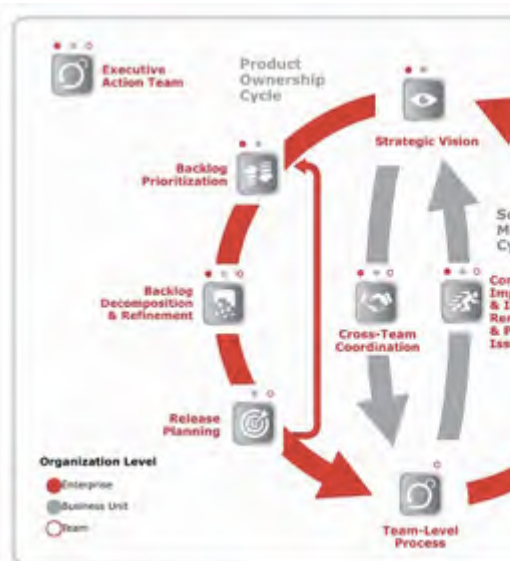 Executive
Action Team
Product
Ownership
Cycle
Strategic Vision
Backlog
Prioritization
Backlog
Decomposition
& Refinement
Cross-Team
Coordination
Release
Planning
Organization Level
Enterprise
Business Unit
Team
Team-Level
Process